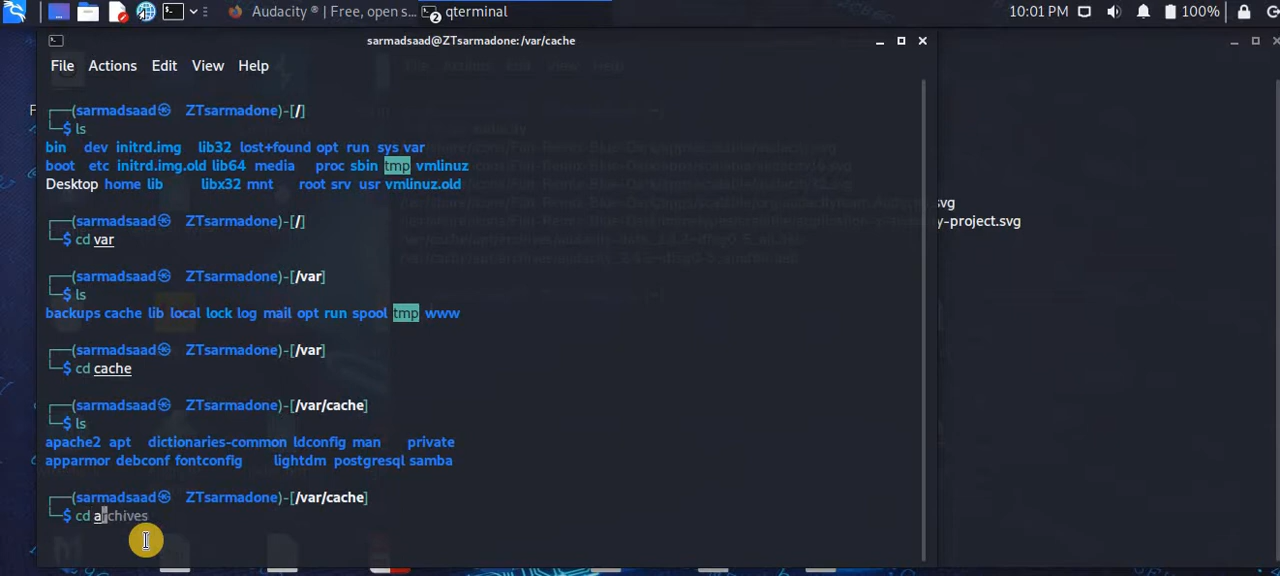 Audacity ® | Free, open s...
qterminal
10:01 PM
100%
sarmadsaad@ZTsarmadone: /var/cache
File Actions Edit View Help
┌──(sarmadsaad㉿ ZTsarmadone)-[/]
└─$ ls
bin dev initrd.img lib32 lost+found opt run sys var
boot etc initrd.img.old lib64 media proc sbin tmp vmlinuz
Desktop home lib libx32 mnt root srv usr vmlinuz.old
┌──(sarmadsaad㉿ ZTsarmadone)-[/]
└─$ cd var
┌──(sarmadsaad㉿ ZTsarmadone)-[/var]
└─$ ls
backups cache lib local lock log mail opt run spool tmp www
┌──(sarmadsaad㉿ ZTsarmadone)-[/var]
└─$ cd cache
┌──(sarmadsaad㉿ ZTsarmadone)-[/var/cache]
└─$ ls
apache2 apt dictionaries-common ldconfig man private
apparmor debconf fontconfig lightdm postgresql samba
┌──(sarmadsaad㉿ ZTsarmadone)-[/var/cache]
└─$ cd archives
svg
y-project.svg